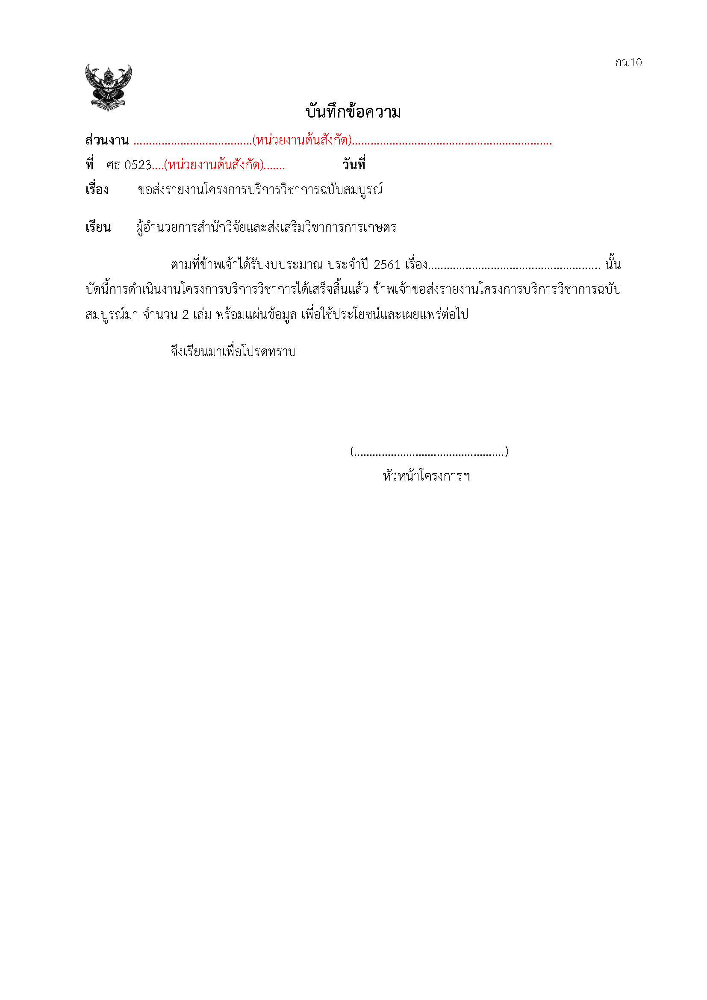 กว.10
บันทึกข้อความ
ส่วนงาน ......................................(หน่วยงานต้นสังกัด)................................................................
ที่ ศธ 0523....(หน่วยงานต้นสังกัด)....... วันที่
เรื่อง ขอส่งรายงานโครงการบริการวิชาการฉบับสมบูรณ์
เรียน ผู้อำนวยการสำนักวิจัยและส่งเสริมวิชาการการเกษตร
ตามที่ข้าพเจ้าได้รับงบประมาณ ประจำปี 2561 เรื่อง....................................................... นั้น
บัดนี้การดำเนินงานโครงการบริการวิชาการได้เสร็จสิ้นแล้ว ข้าพเจ้าขอส่งรายงานโครงการบริการวิชาการฉบับ
สมบูรณ์มา จำนวน 2 เล่ม พร้อมแผ่นข้อมูล เพื่อใช้ประโยชน์และเผยแพร่ต่อไป
จึงเรียนมาเพื่อโปรดทราบ
(.................................................)
หัวหน้าโครงการฯ